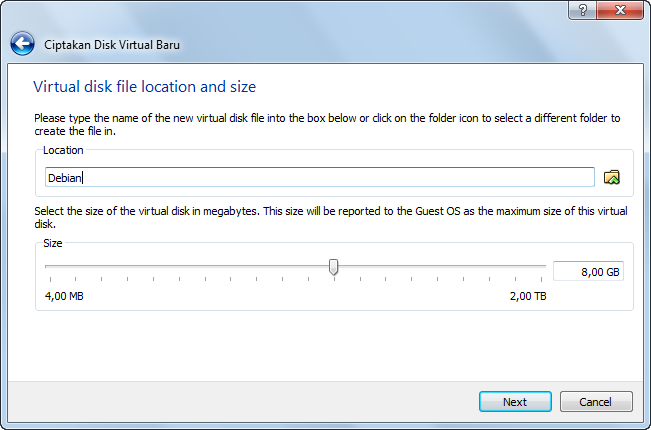 ?
Ciptakan Disk Virtual Baru
Virtual disk file location and size
Please type the name of the new virtual disk file into the box below or click on the folder icon to select a different folder to
create the file in.
Location
Debian
Select the size of the virtual disk in megabytes. This size will be reported to the Guest OS as the maximum size of this virtual
disk.
Size
8,00 GB
4,00 MB
2,00 TB
Next
Cancel